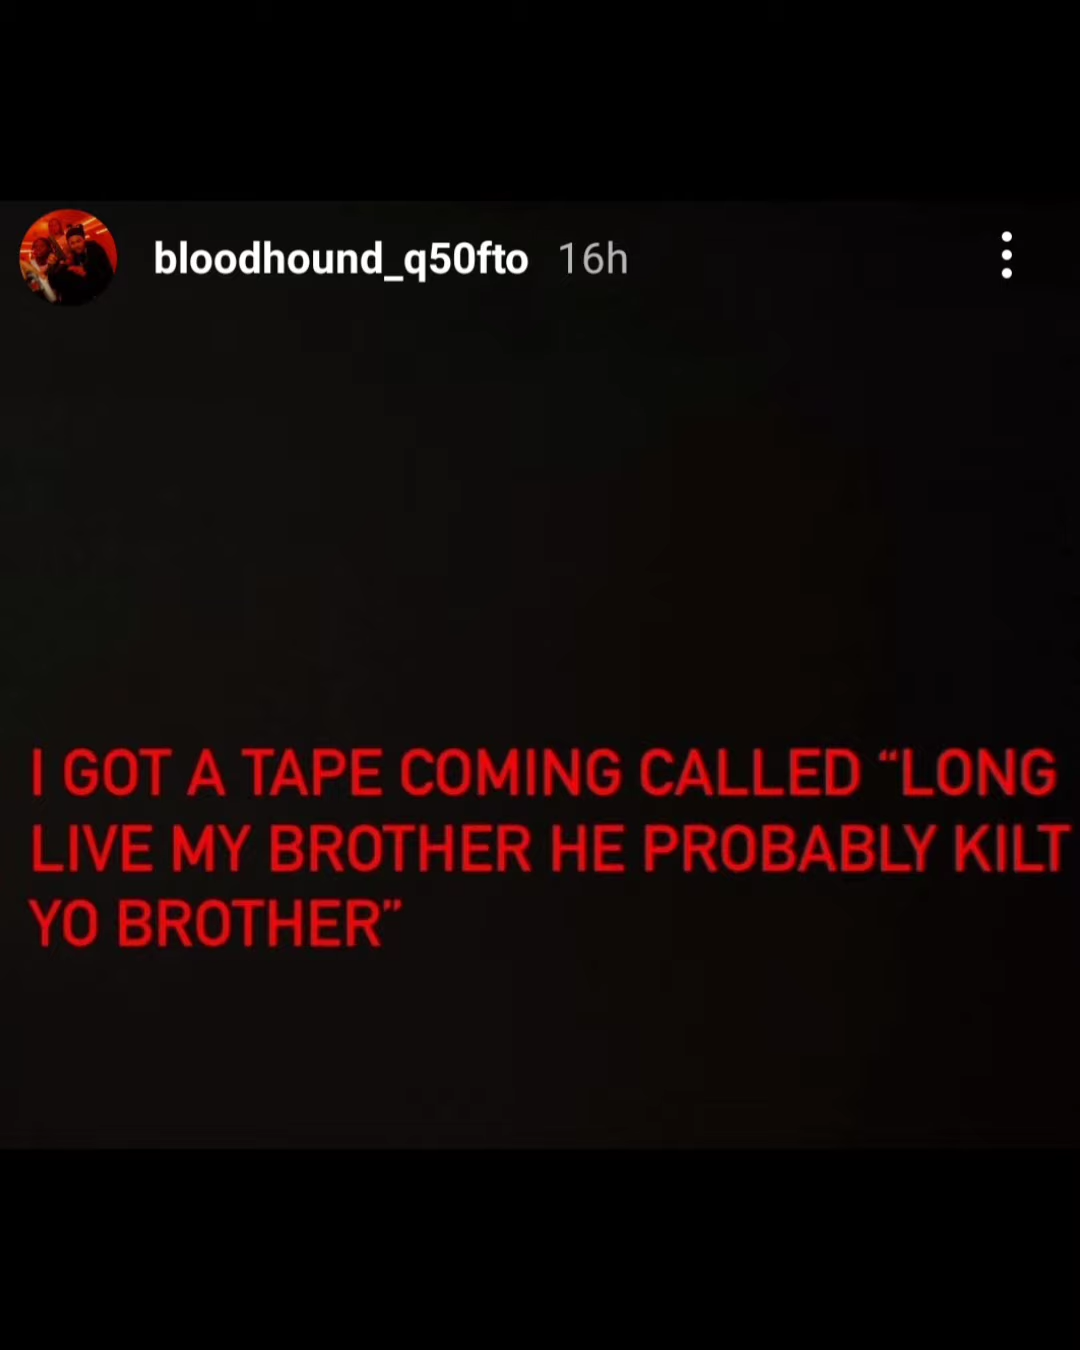 bloodhound_q50fto 16h
I GOT A TAPE COMING CALLED “LONG
LIVE MY BROTHER HE PROBABLY KILT
YO BROTHER”